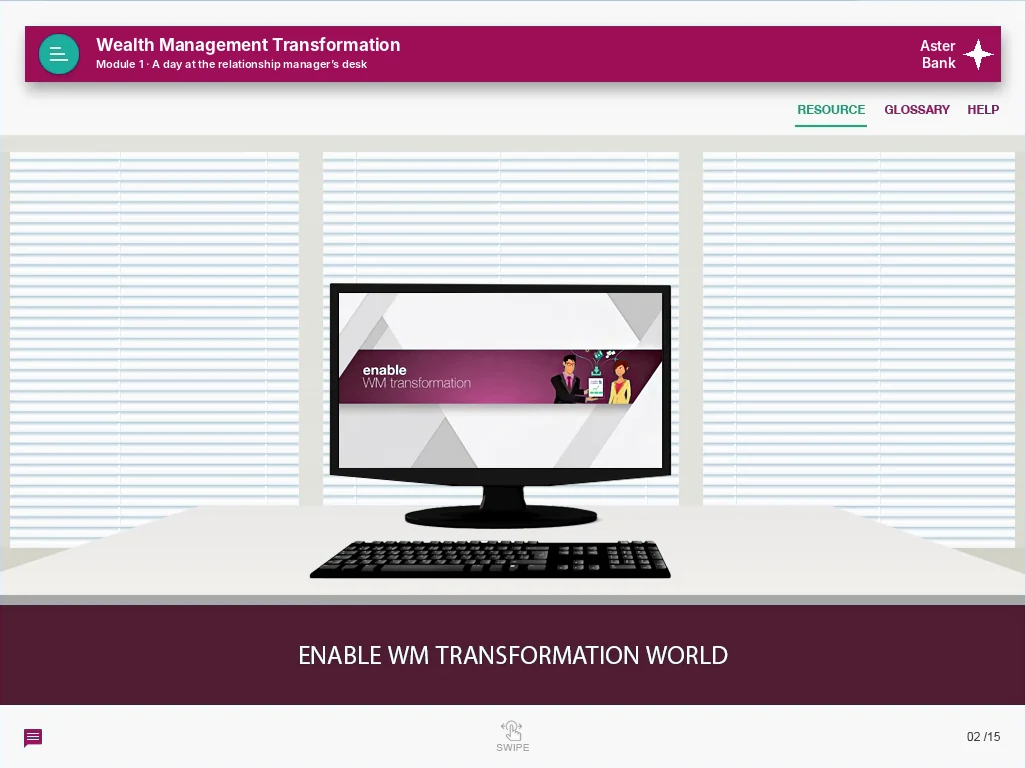 Wealth Management Transformation
Module 1 · A day at the relationship manager’s desk
Aster
Bank
RESOURCE GLOSSARY HELP
enable
WM transformation
ENABLE WM TRANSFORMATION WORLD
SWIPE
02 /15